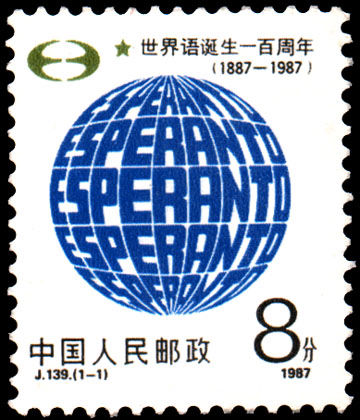 世界语诞生一百周年
(1887—1987)
ESPERANTO
ESPERANTO
ESPERANTO
ESPERANTO
ESPERANTO
8分
中国人民邮政
J.139.(1—1)
1987